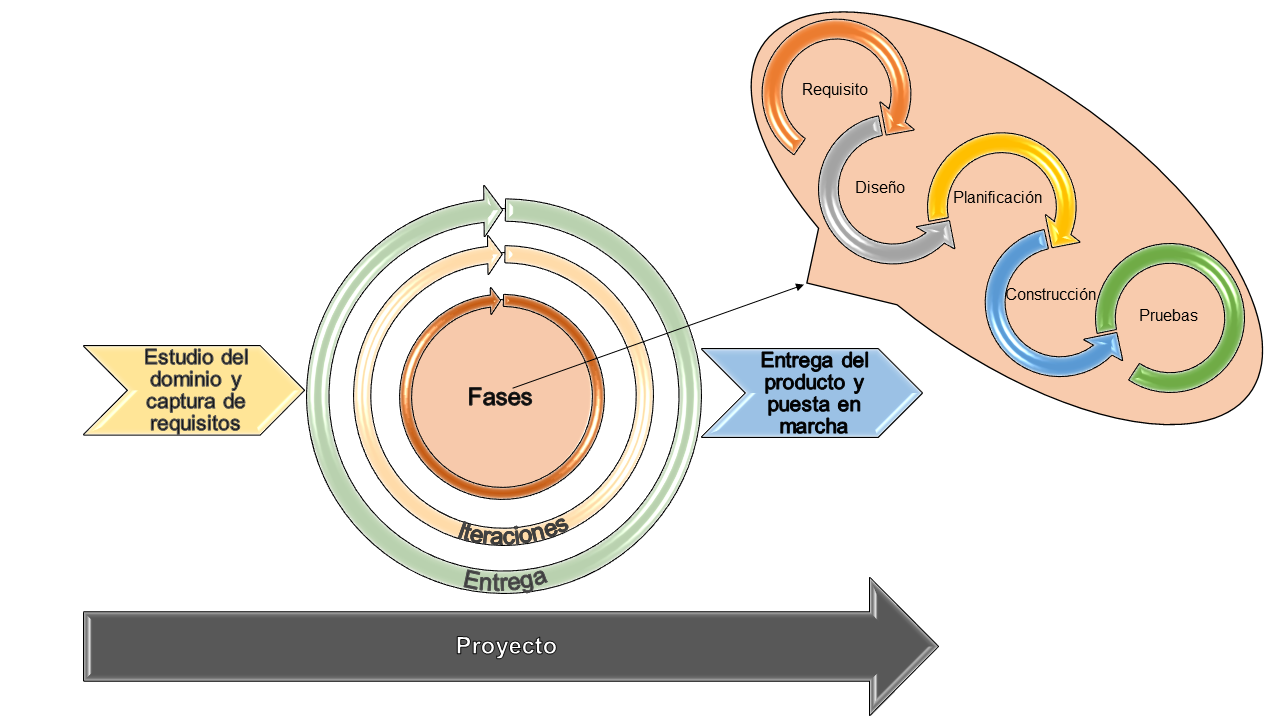 Requisito
Diseño
Planificación
Construcción
Pruebas
Estudio del
dominio y
captura de
requisitos
Fases
Iteraciones
Entrega
Entrega del
producto y
puesta en
marcha
Proyecto